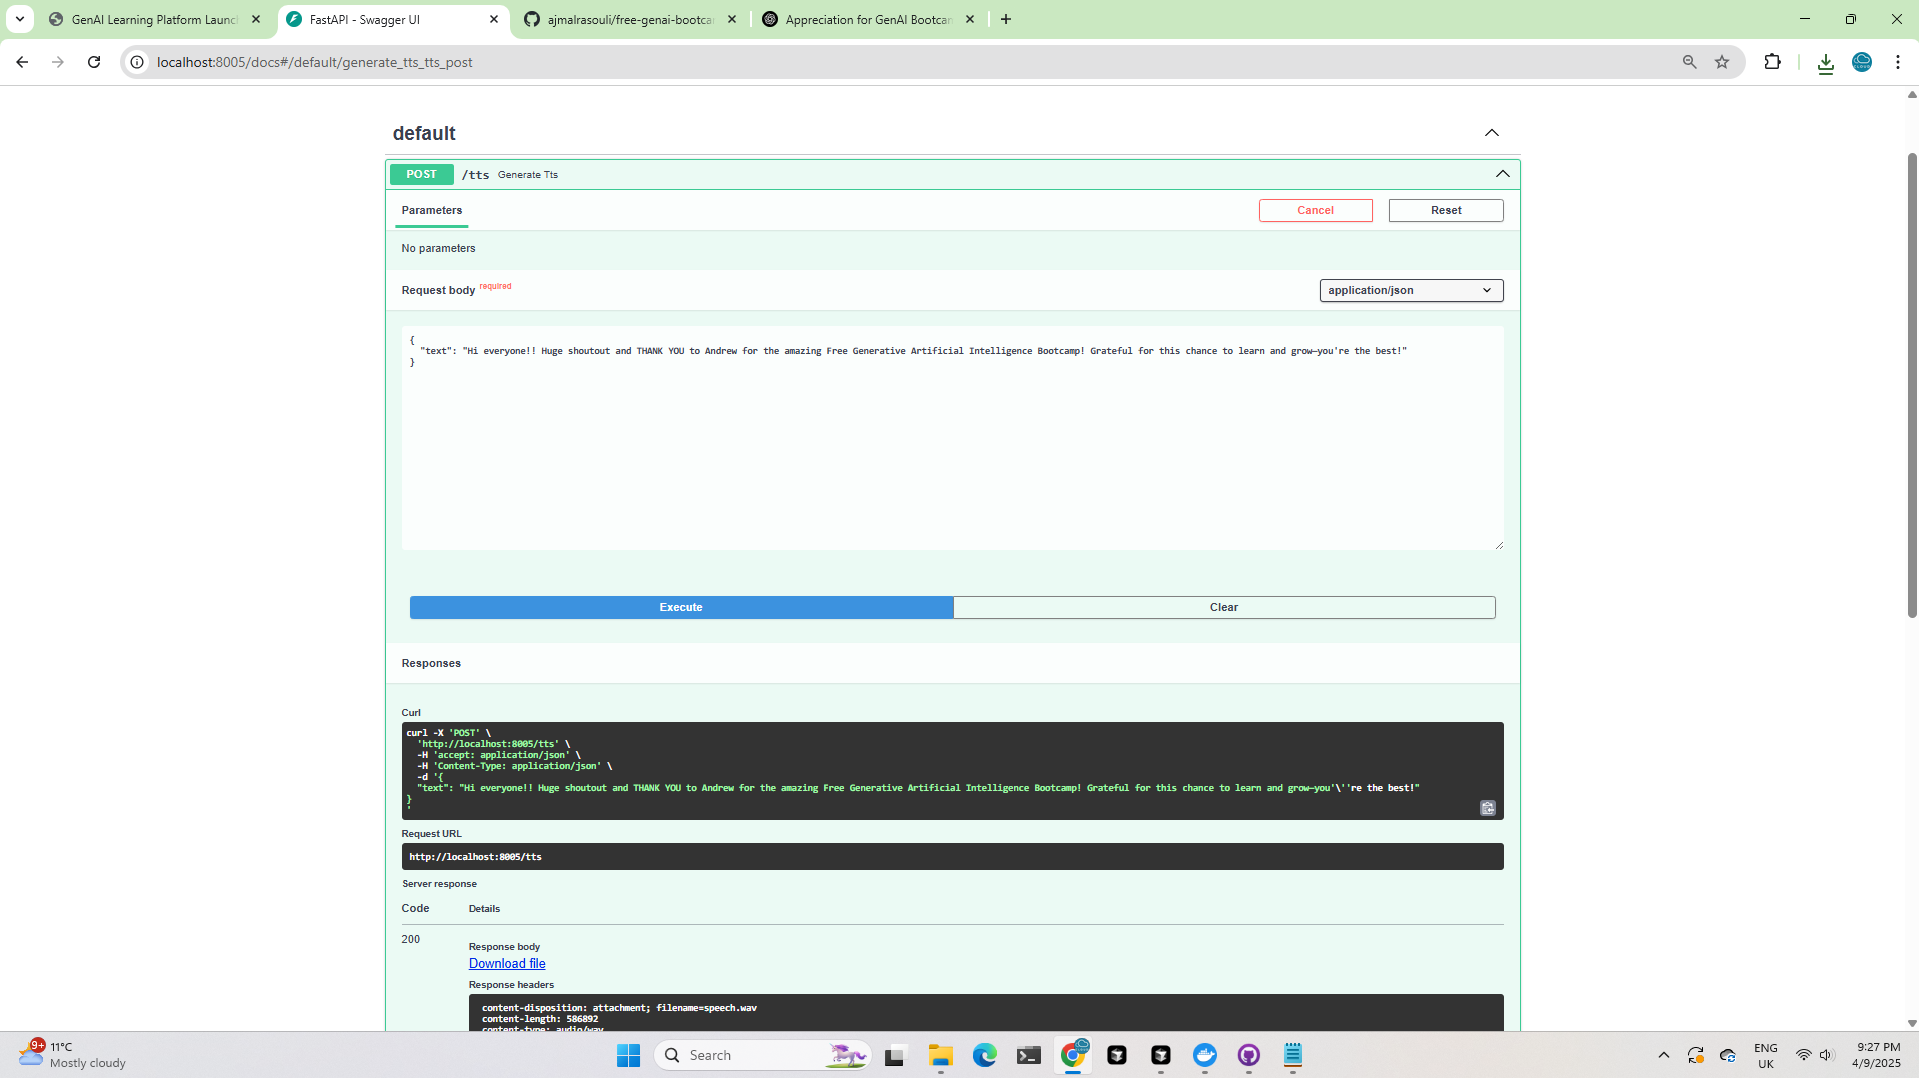 GenAI Learning Platform Launc
FastAPI - Swagger UI
ajmalrasouli/free-genai-bootca
Appreciation for GenAI Bootcam
localhost:8005/docs#/default/generate_tts_tts_post
default
POST /tts Generate Tts
Parameters
Cancel
Reset
No parameters
Request body required
application/json
{
"text": "Hi everyone!! Huge shoutout and THANK YOU to Andrew for the amazing Free Generative Artificial Intelligence Bootcamp! Grateful for this chance to learn and grow—you're the best!"
}
Execute
Clear
Responses
Curl
curl -X 'POST' \
'http://localhost:8005/tts' \
-H 'accept: application/json' \
-H 'Content-Type: application/json' \
-d '{
"text": "Hi everyone!! Huge shoutout and THANK YOU to Andrew for the amazing Free Generative Artificial Intelligence Bootcamp! Grateful for this chance to learn and grow—you'\''re the best!"
}
'
Request URL
http://localhost:8005/tts
Server response
Code Details
200
Response body
Download file
Response headers
content-disposition: attachment; filename=speech.wav
content-length: 586892
content-type: audio/wav
9+
11°C
Mostly cloudy
Search
ENG
UK
9:27 PM
4/9/2025